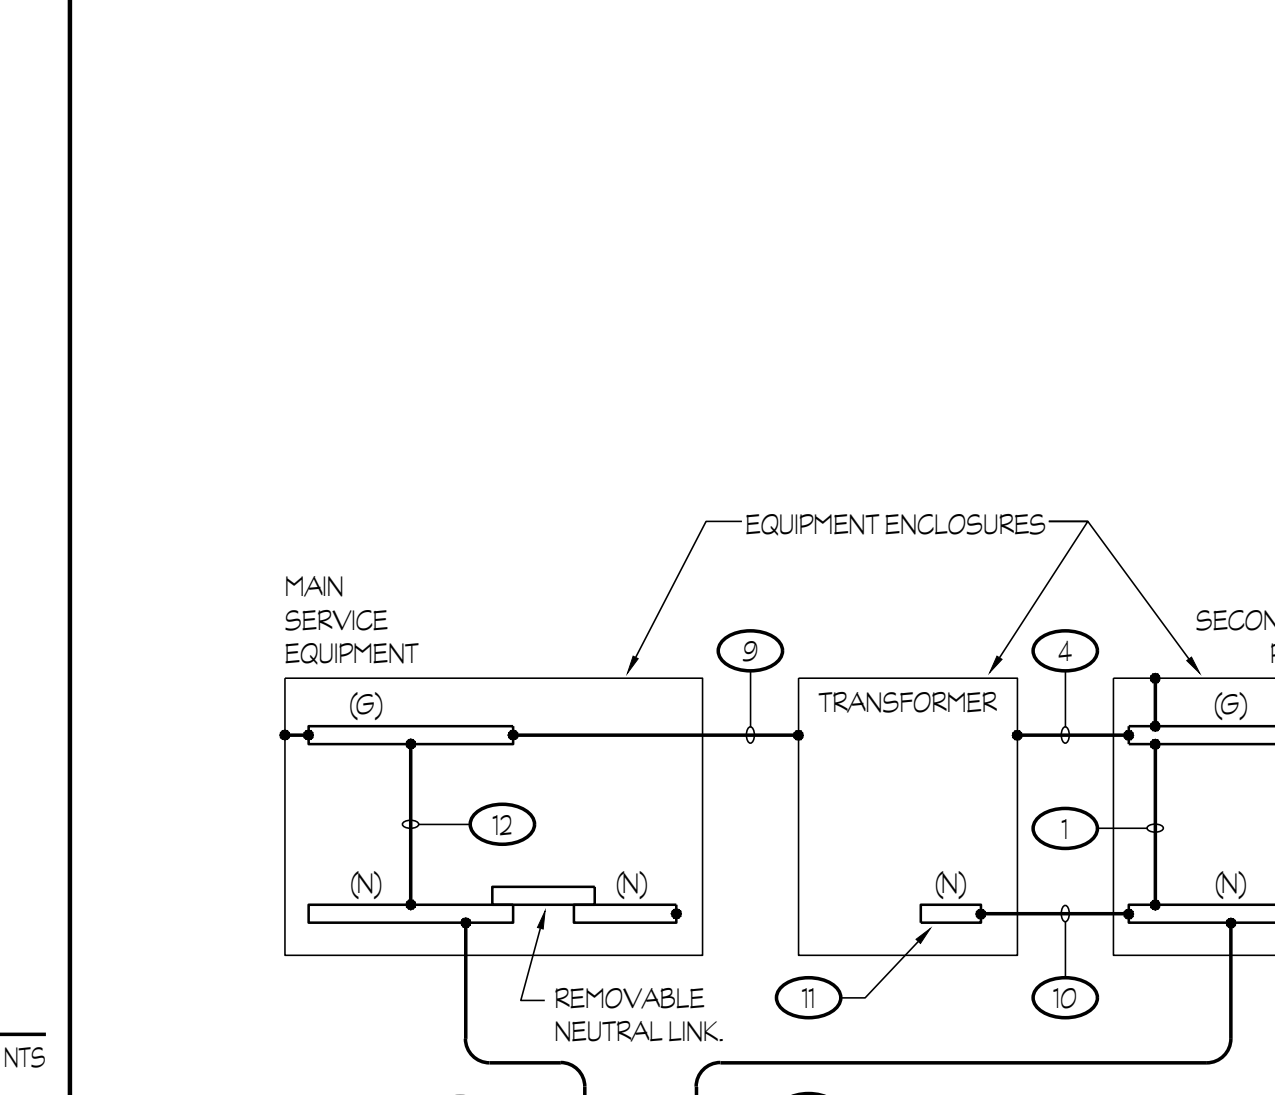 EQUIPMENT ENCLOSURES
MAIN
SERVICE
EQUIPMENT
9
4
(G)
TRANSFORMER
(G)
12
1
(N)
(N)
(N)
(N)
11
10
REMOVABLE
NEUTRAL LINK.
NTS